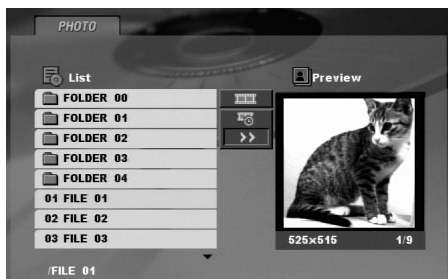 PHOTO
List
Preview
FOLDER 00
FOLDER 01
FOLDER 02
FOLDER 03
FOLDER 04
01 FILE 01
02 FILE 02
03 FILE 03
>>
525x515 1/9
/FILE 01